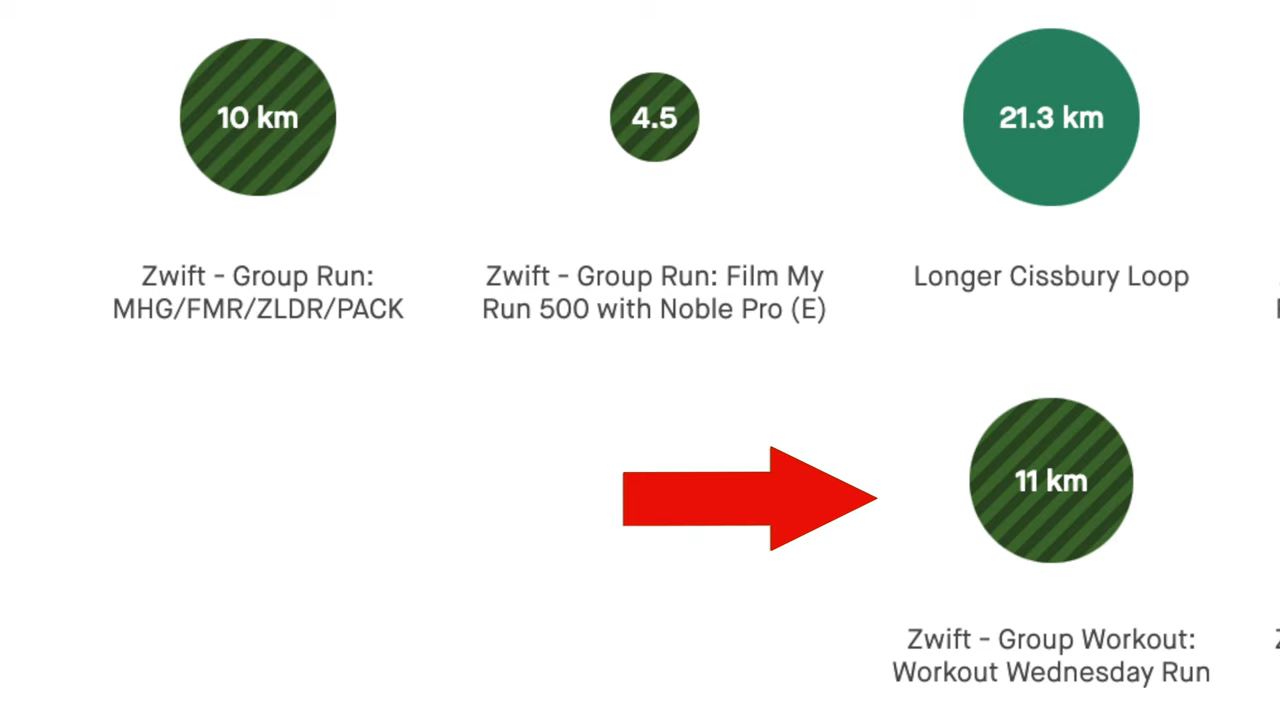 10 km
4.5
21.3 km
Zwift - Group Run:
MHG/FMR/ZLDR/PACK
Zwift - Group Run: Film My
Run 500 with Noble Pro (E)
Longer Cissbury Loop
11 km
Zwift - Group Workout:
Workout Wednesday Run